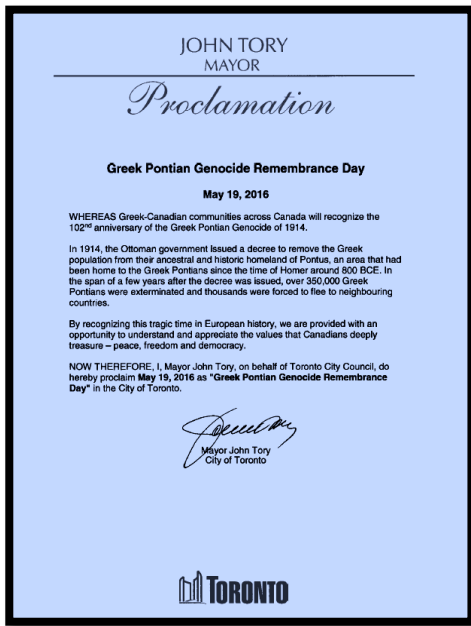 JOHN TORY
MAYOR
Proclamation
Greek Pontian Genocide Remembrance Day
May 19, 2016
WHEREAS Greek-Canadian communities across Canada will recognize the
102nd anniversary of the Greek Pontian Genocide of 1914.
In 1914, the Ottoman government issued a decree to remove the Greek
population from their ancestral and historic homeland of Pontus, an area that had
been home to the Greek Pontians since the time of Homer around 800 BCE. In
the span of a few years after the decree was issued, over 350,000 Greek
Pontians were exterminated and thousands were forced to flee to neighbouring
countries.
By recognizing this tragic time in European history, we are provided with an
opportunity to understand and appreciate the values that Canadians deeply
treasure – peace, freedom and democracy.
NOW THEREFORE, I, Mayor John Tory, on behalf of Toronto City Council, do
hereby proclaim May 19, 2016 as "Greek Pontian Genocide Remembrance
Day" in the City of Toronto.
Mayor John Tory
City of Toronto
TORONTO